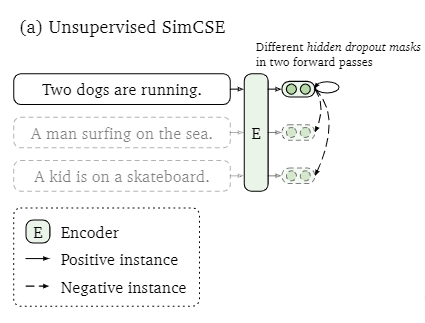 (a) Unsupervised SimCSE
Different hidden dropout masks
in two forward passes
Two dogs are running.
A man surfing on the sea.
E
A kid is on a skateboard.
E Encoder
Positive instance
Negative instance